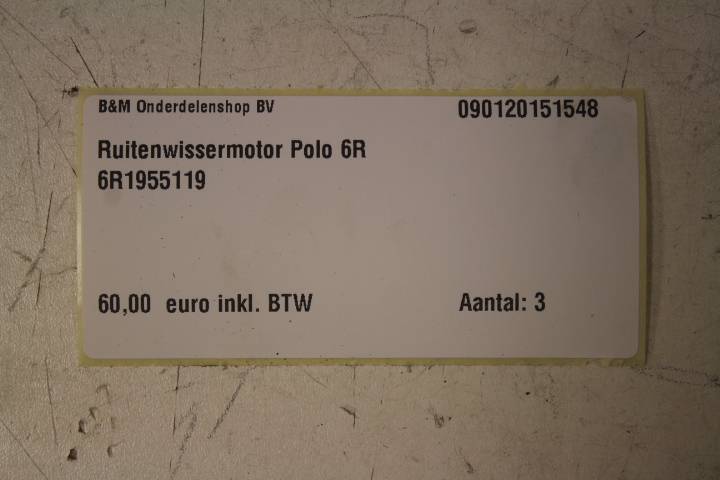 B&M Onderdelenshop BV 090120151548
Ruitenwissermotor Polo 6R
6R1955119
60,00 euro inkl. BTW Aantal: 3